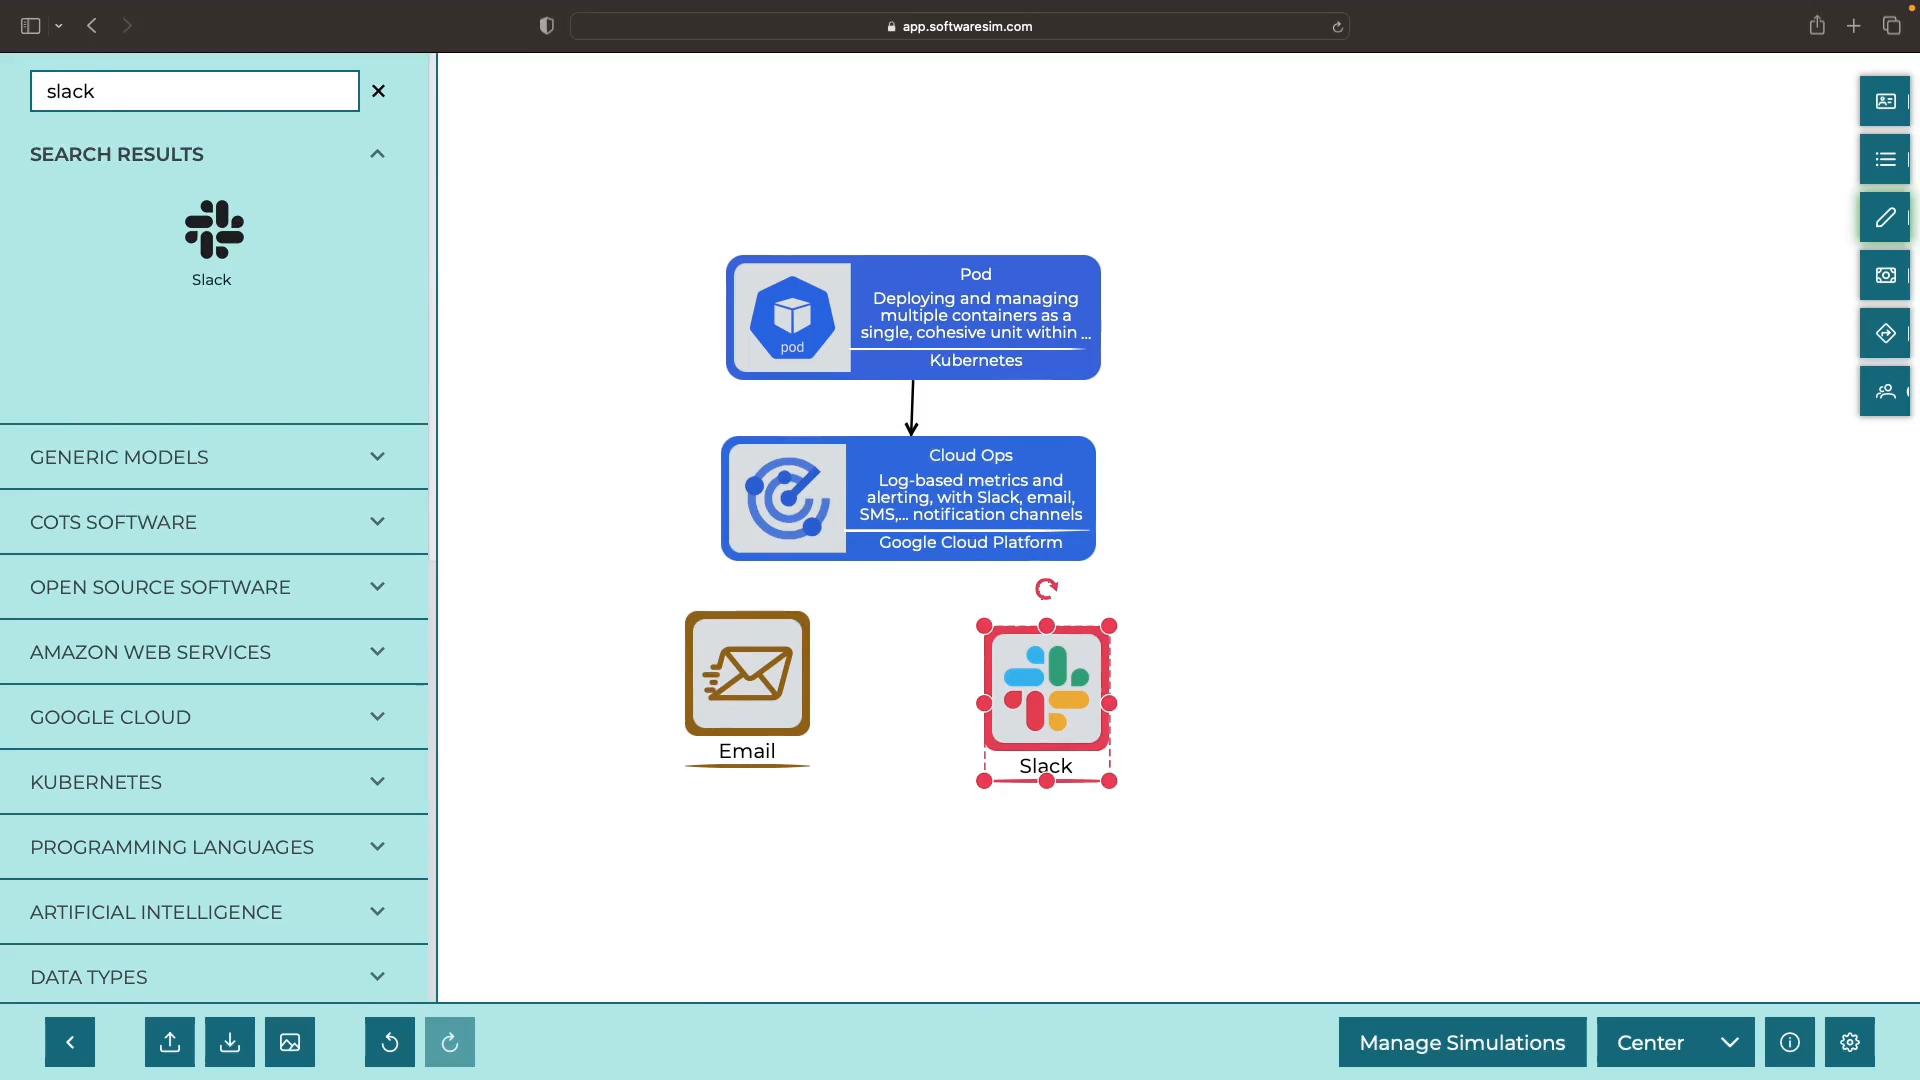 app.softwaresim.com
slack
SEARCH RESULTS
Slack
GENERIC MODELS
COTS SOFTWARE
OPEN SOURCE SOFTWARE
AMAZON WEB SERVICES
GOOGLE CLOUD
KUBERNETES
PROGRAMMING LANGUAGES
ARTIFICIAL INTELLIGENCE
DATA TYPES
Pod
Deploying and managing
multiple containers as a
single, cohesive unit within ...
Kubernetes
pod
Cloud Ops
Log-based metrics and
alerting, with Slack, email,
SMS,... notification channels
Google Cloud Platform
Email
Slack
Manage Simulations
Center